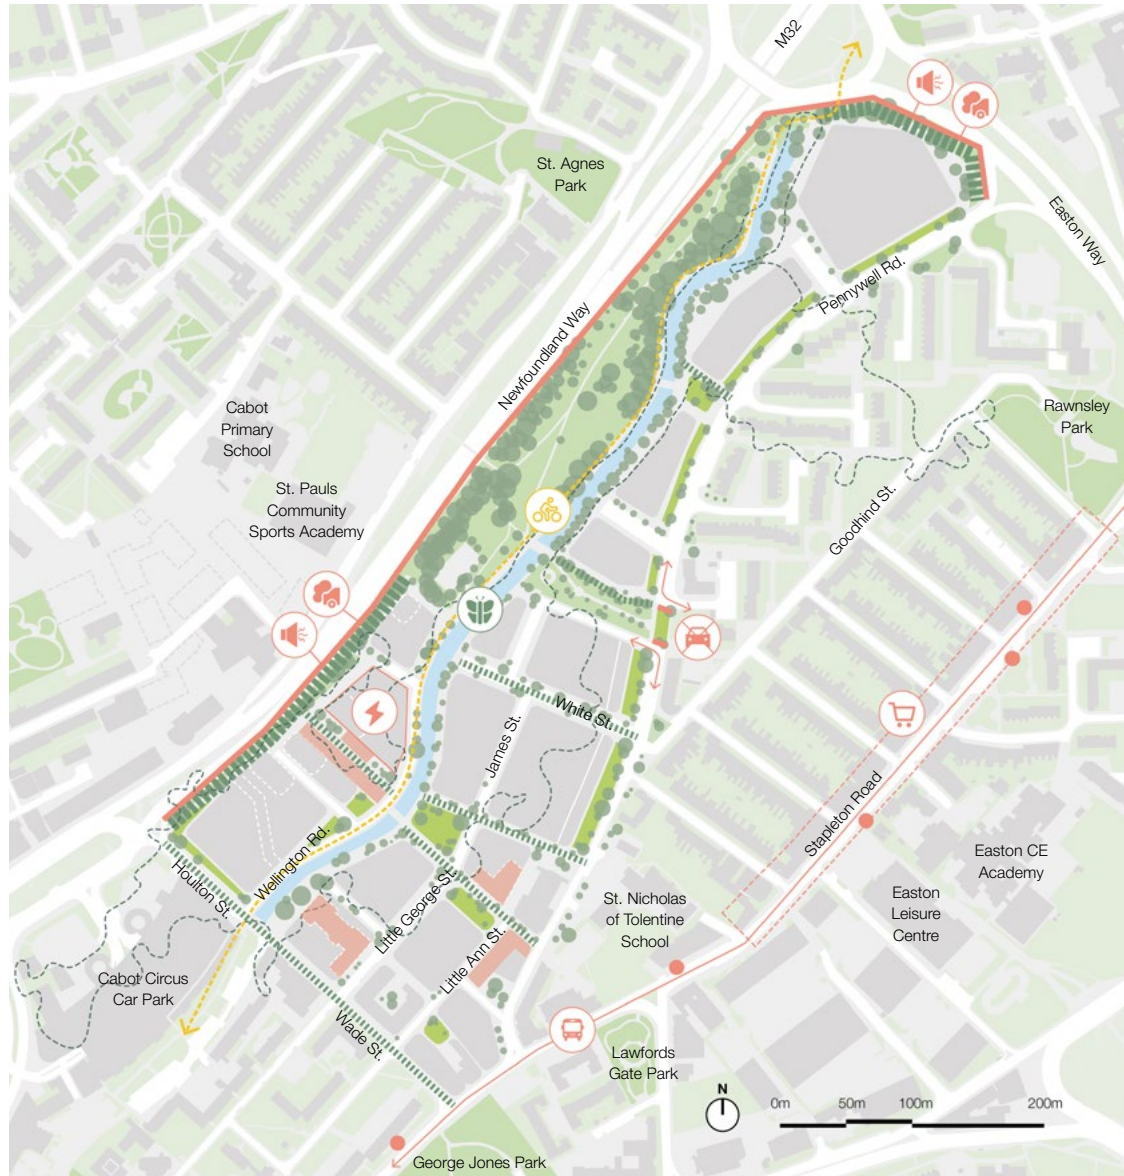 M32
St. Agnes
Park
Easton Way
Pennywell Rd.
Newfoundland Way
Cabot
Primary
School
Rawnsley
Park
St. Pauls
Community
Sports Academy
Goodhind St.
White St.
James St.
Stapleton Road
Wellington Rd.
Houlton St.
Easton CE
Academy
Little George St.
St. Nicholas
of Tolentine
School
Easton
Leisure
Centre
Little Ann St.
Cabot Circus
Car Park
Wade St.
Lawfords
Gate Park
N
0m 50m 100m 200m
George Jones Park